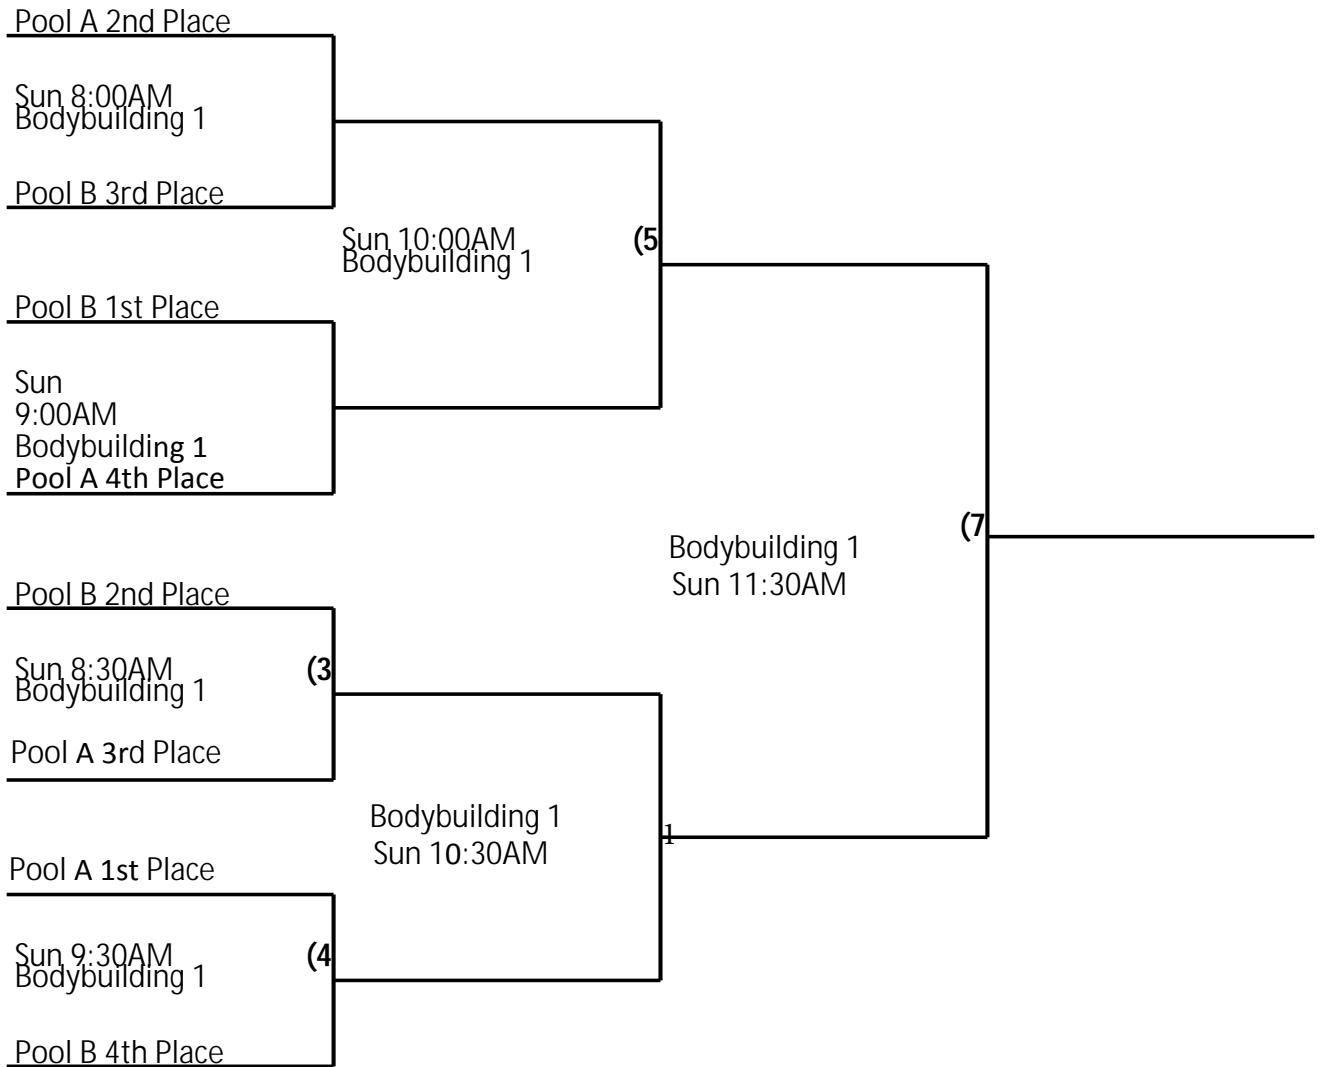 Pool A 2nd Place
Sun 8:00AM
Bodybuilding 1
Pool B 3rd Place
Sun 10:00AM (5
Bodybuilding 1
Pool B 1st Place
Sun
9:00AM
Bodybuilding 1
Pool A 4th Place
(7
Bodybuilding 1
Sun 11:30AM
Pool B 2nd Place
Sun 8:30AM (3
Bodybuilding 1
Pool A 3rd Place
Bodybuilding 1
Sun 10:30AM
1
Pool A 1st Place
Sun 9:30AM (4
Bodybuilding 1
Pool B 4th Place